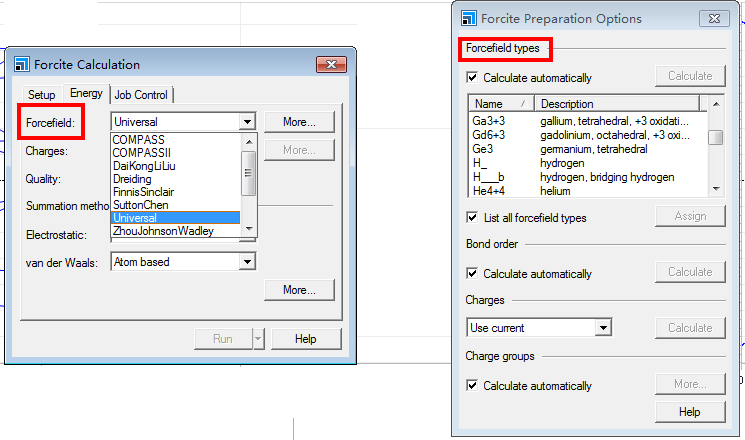 Forcite Calculation
Setup Energy Job Control
Forcefield: Universal More...
COMPASS
COMPASSII
DaiKongLiLiu
Dreiding
FinnisSinclair
SuttonChen
Universal
ZhouJohnsonWadley
Charges: More...
Quality:
Summation metho
Electrostatic:
van der Waals: Atom based
More...
Run Help
Forcite Preparation Options
Forcefield types
Calculate automatically Calculate
Name / Description
Ga3+3 gallium, tetrahedral, +3 oxidati...
Gd6+3 gadolinium, octahedral, +3 oxi...
Ge3 germanium, tetrahedral
H_ hydrogen
H___b hydrogen, bridging hydrogen
He4+4 helium
List all forcefield types Assign
Bond order
Calculate automatically Calculate
Charges
Use current Calculate
Charge groups
Calculate automatically More...
Help